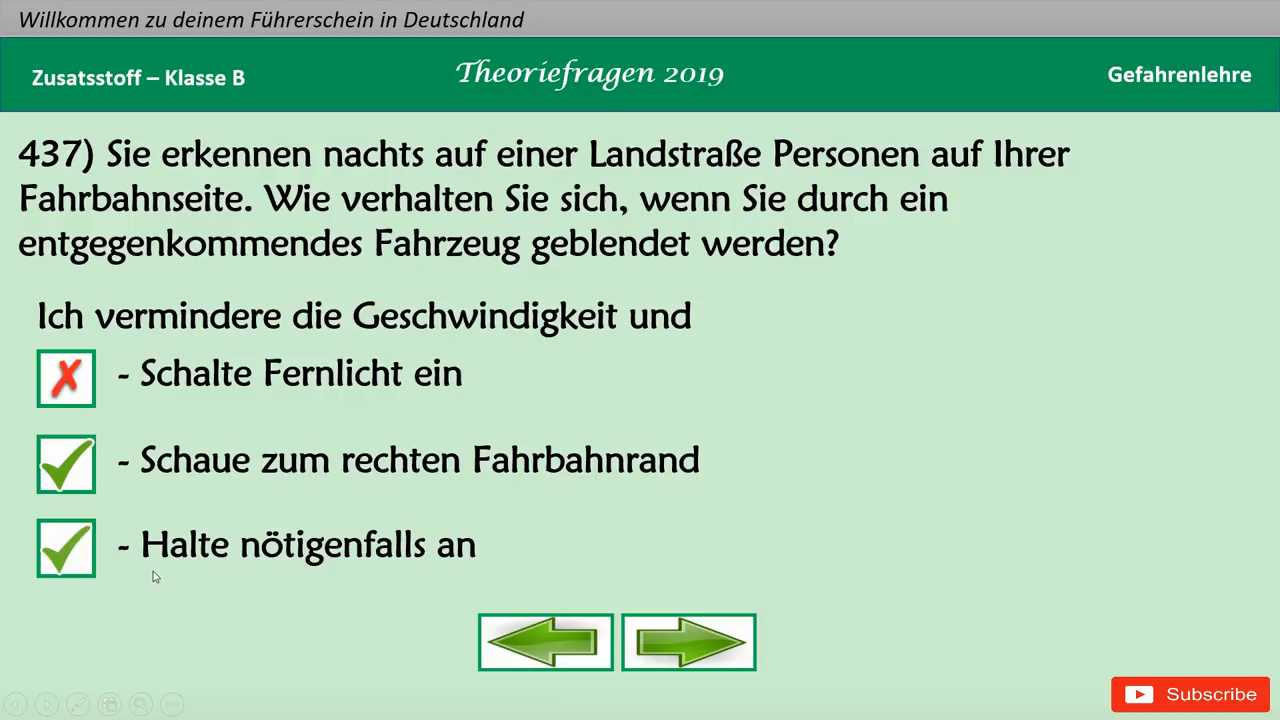 Willkommen zu deinem Führerschein in Deutschland
Zusatsstoff – Klasse B
Theoriefragen 2019
Gefahrenlehre
437) Sie erkennen nachts auf einer Landstraße Personen auf Ihrer
Fahrbahnseite. Wie verhalten Sie sich, wenn Sie durch ein
entgegenkommendes Fahrzeug geblendet werden?
Ich vermindere die Geschwindigkeit und
- Schalte Fernlicht ein
- Schaue zum rechten Fahrbahnrand
- Halte nötigenfalls an
Subscribe